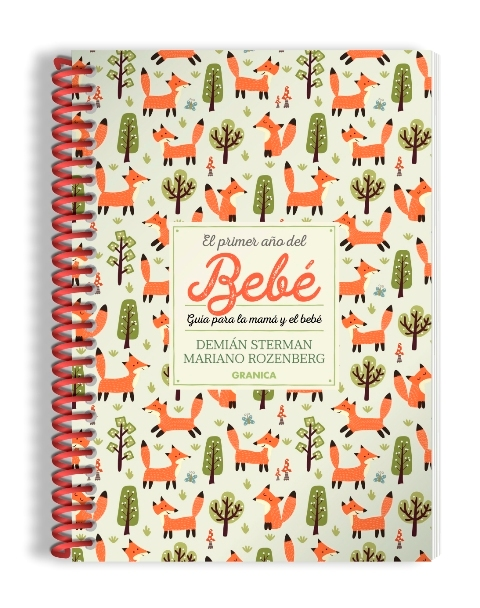 El primer año del
Bebé
Guía para la mamá y el bebé
DEMIÁN STERMAN
MARIANO ROZENBERG
GRANICA